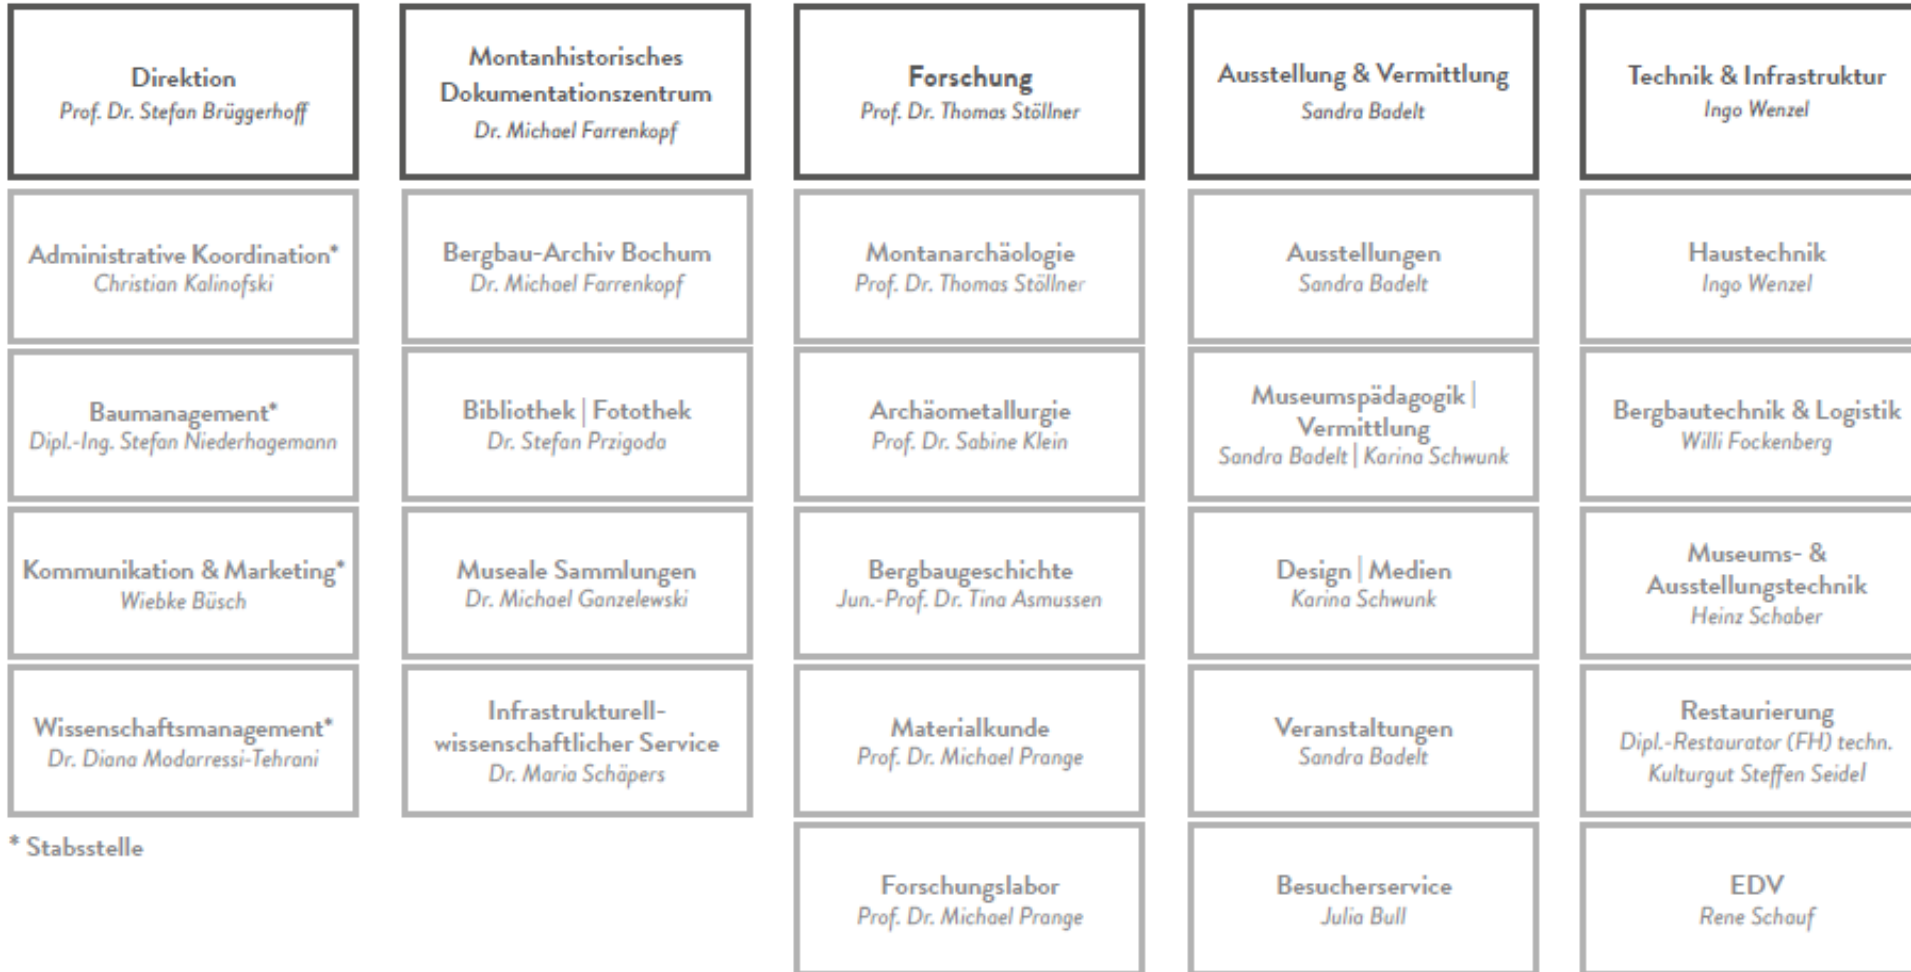 Direktion
Prof. Dr. Stefan Brüggerhoff
Administrative Koordination*
Christian Kalinofski
Baumanagement*
Dipl.-Ing. Stefan Niederhagemann
Kommunikation & Marketing*
Wiebke Büsch
Wissenschaftsmanagement*
Dr. Diana Modarressi-Tehrani
* Stabsstelle
Montanhistorisches
Dokumentationszentrum
Dr. Michael Farrenkopf
Bergbau-Archiv Bochum
Dr. Michael Farrenkopf
Bibliothek | Fotothek
Dr. Stefan Przigoda
Museale Sammlungen
Dr. Michael Ganzelewski
Infrastrukturell-
wissenschaftlicher Service
Dr. Maria Schäpers
Forschung
Prof. Dr. Thomas Stöllner
Montanarchäologie
Prof. Dr. Thomas Stöllner
Archäometallurgie
Prof. Dr. Sabine Klein
Bergbaugeschichte
Jun.-Prof. Dr. Tina Asmussen
Materialkunde
Prof. Dr. Michael Prange
Forschungslabor
Prof. Dr. Michael Prange
Ausstellung & Vermittlung
Sandra Badelt
Ausstellungen
Sandra Badelt
Museumspädagogik |
Vermittlung
Sandra Badelt | Karina Schwunk
Design | Medien
Karina Schwunk
Veranstaltungen
Sandra Badelt
Besucherservice
Julia Bull
Technik & Infrastruktur
Ingo Wenzel
Haustechnik
Ingo Wenzel
Bergbautechnik & Logistik
Willi Fockenberg
Museums- &
Ausstellungstechnik
Heinz Schaber
Restaurierung
Dipl.-Restaurator (FH) techn.
Kulturgut Steffen Seidel
EDV
Rene Schauf